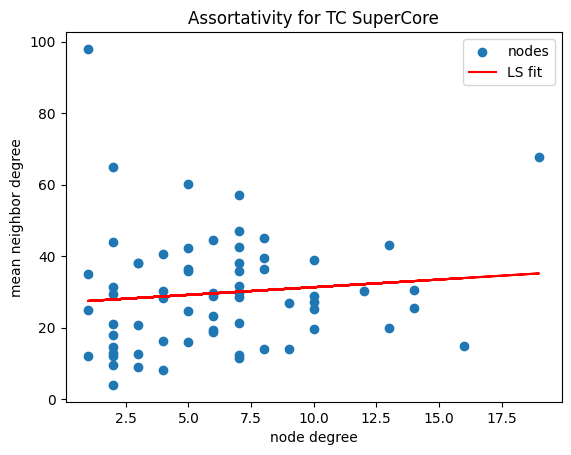 Assortativity for TC SuperCore
nodes
LS fit
mean neighbor degree
100
80
60
40
20
0
2.5 5.0 7.5 10.0 12.5 15.0 17.5
node degree